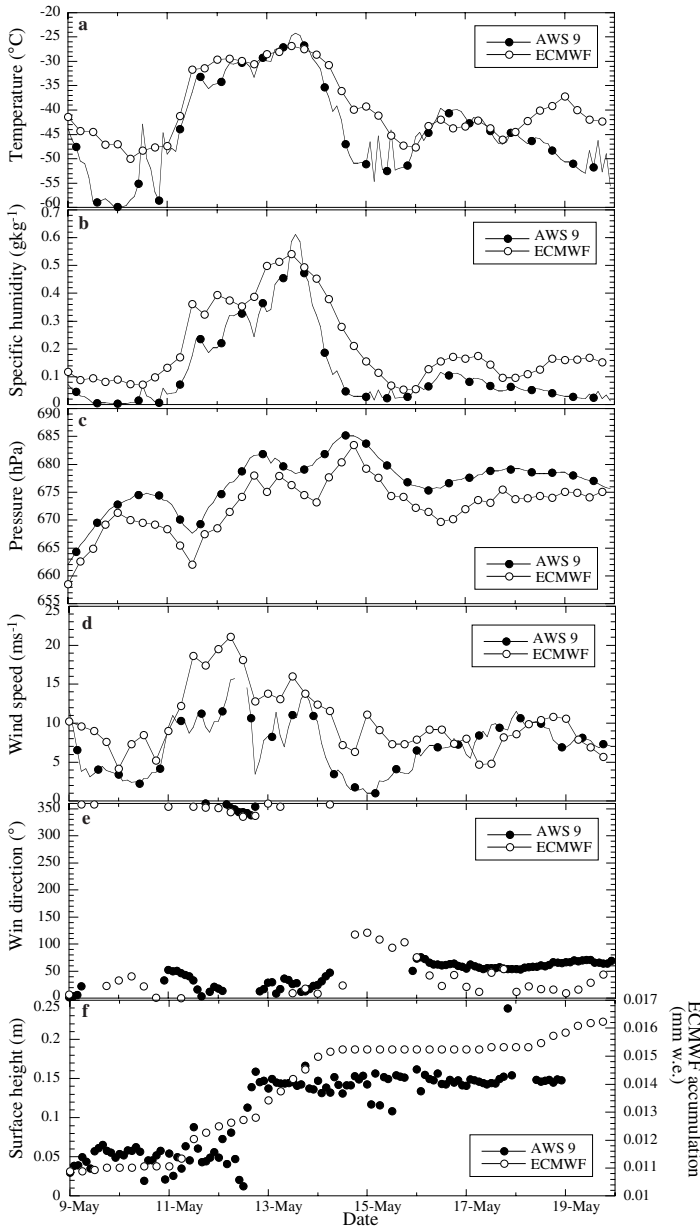 a
Temperature (°C)
-20
-25
-30
-35
-40
-45
-50
-55
-60
AWS 9
ECMWF
b
Specific humidity (gkg-1)
0.7
0.6
0.5
0.4
0.3
0.2
0.1
0
AWS 9
ECMWF
c
Pressure (hPa)
690
685
680
675
670
665
660
655
AWS 9
ECMWF
d
Wind speed (ms-1)
25
20
15
10
5
0
AWS 9
ECMWF
e
Win direction (°)
350
300
250
200
150
100
50
0
AWS 9
ECMWF
f
Surface height (m)
0.25
0.2
0.15
0.1
0.05
0
0.017
0.016
0.015
0.014
0.013
0.012
0.011
0.01
ECMWF accumulation
(mm w.e.)
AWS 9
ECMWF
9-May
11-May
13-May
15-May
17-May
19-May
Date